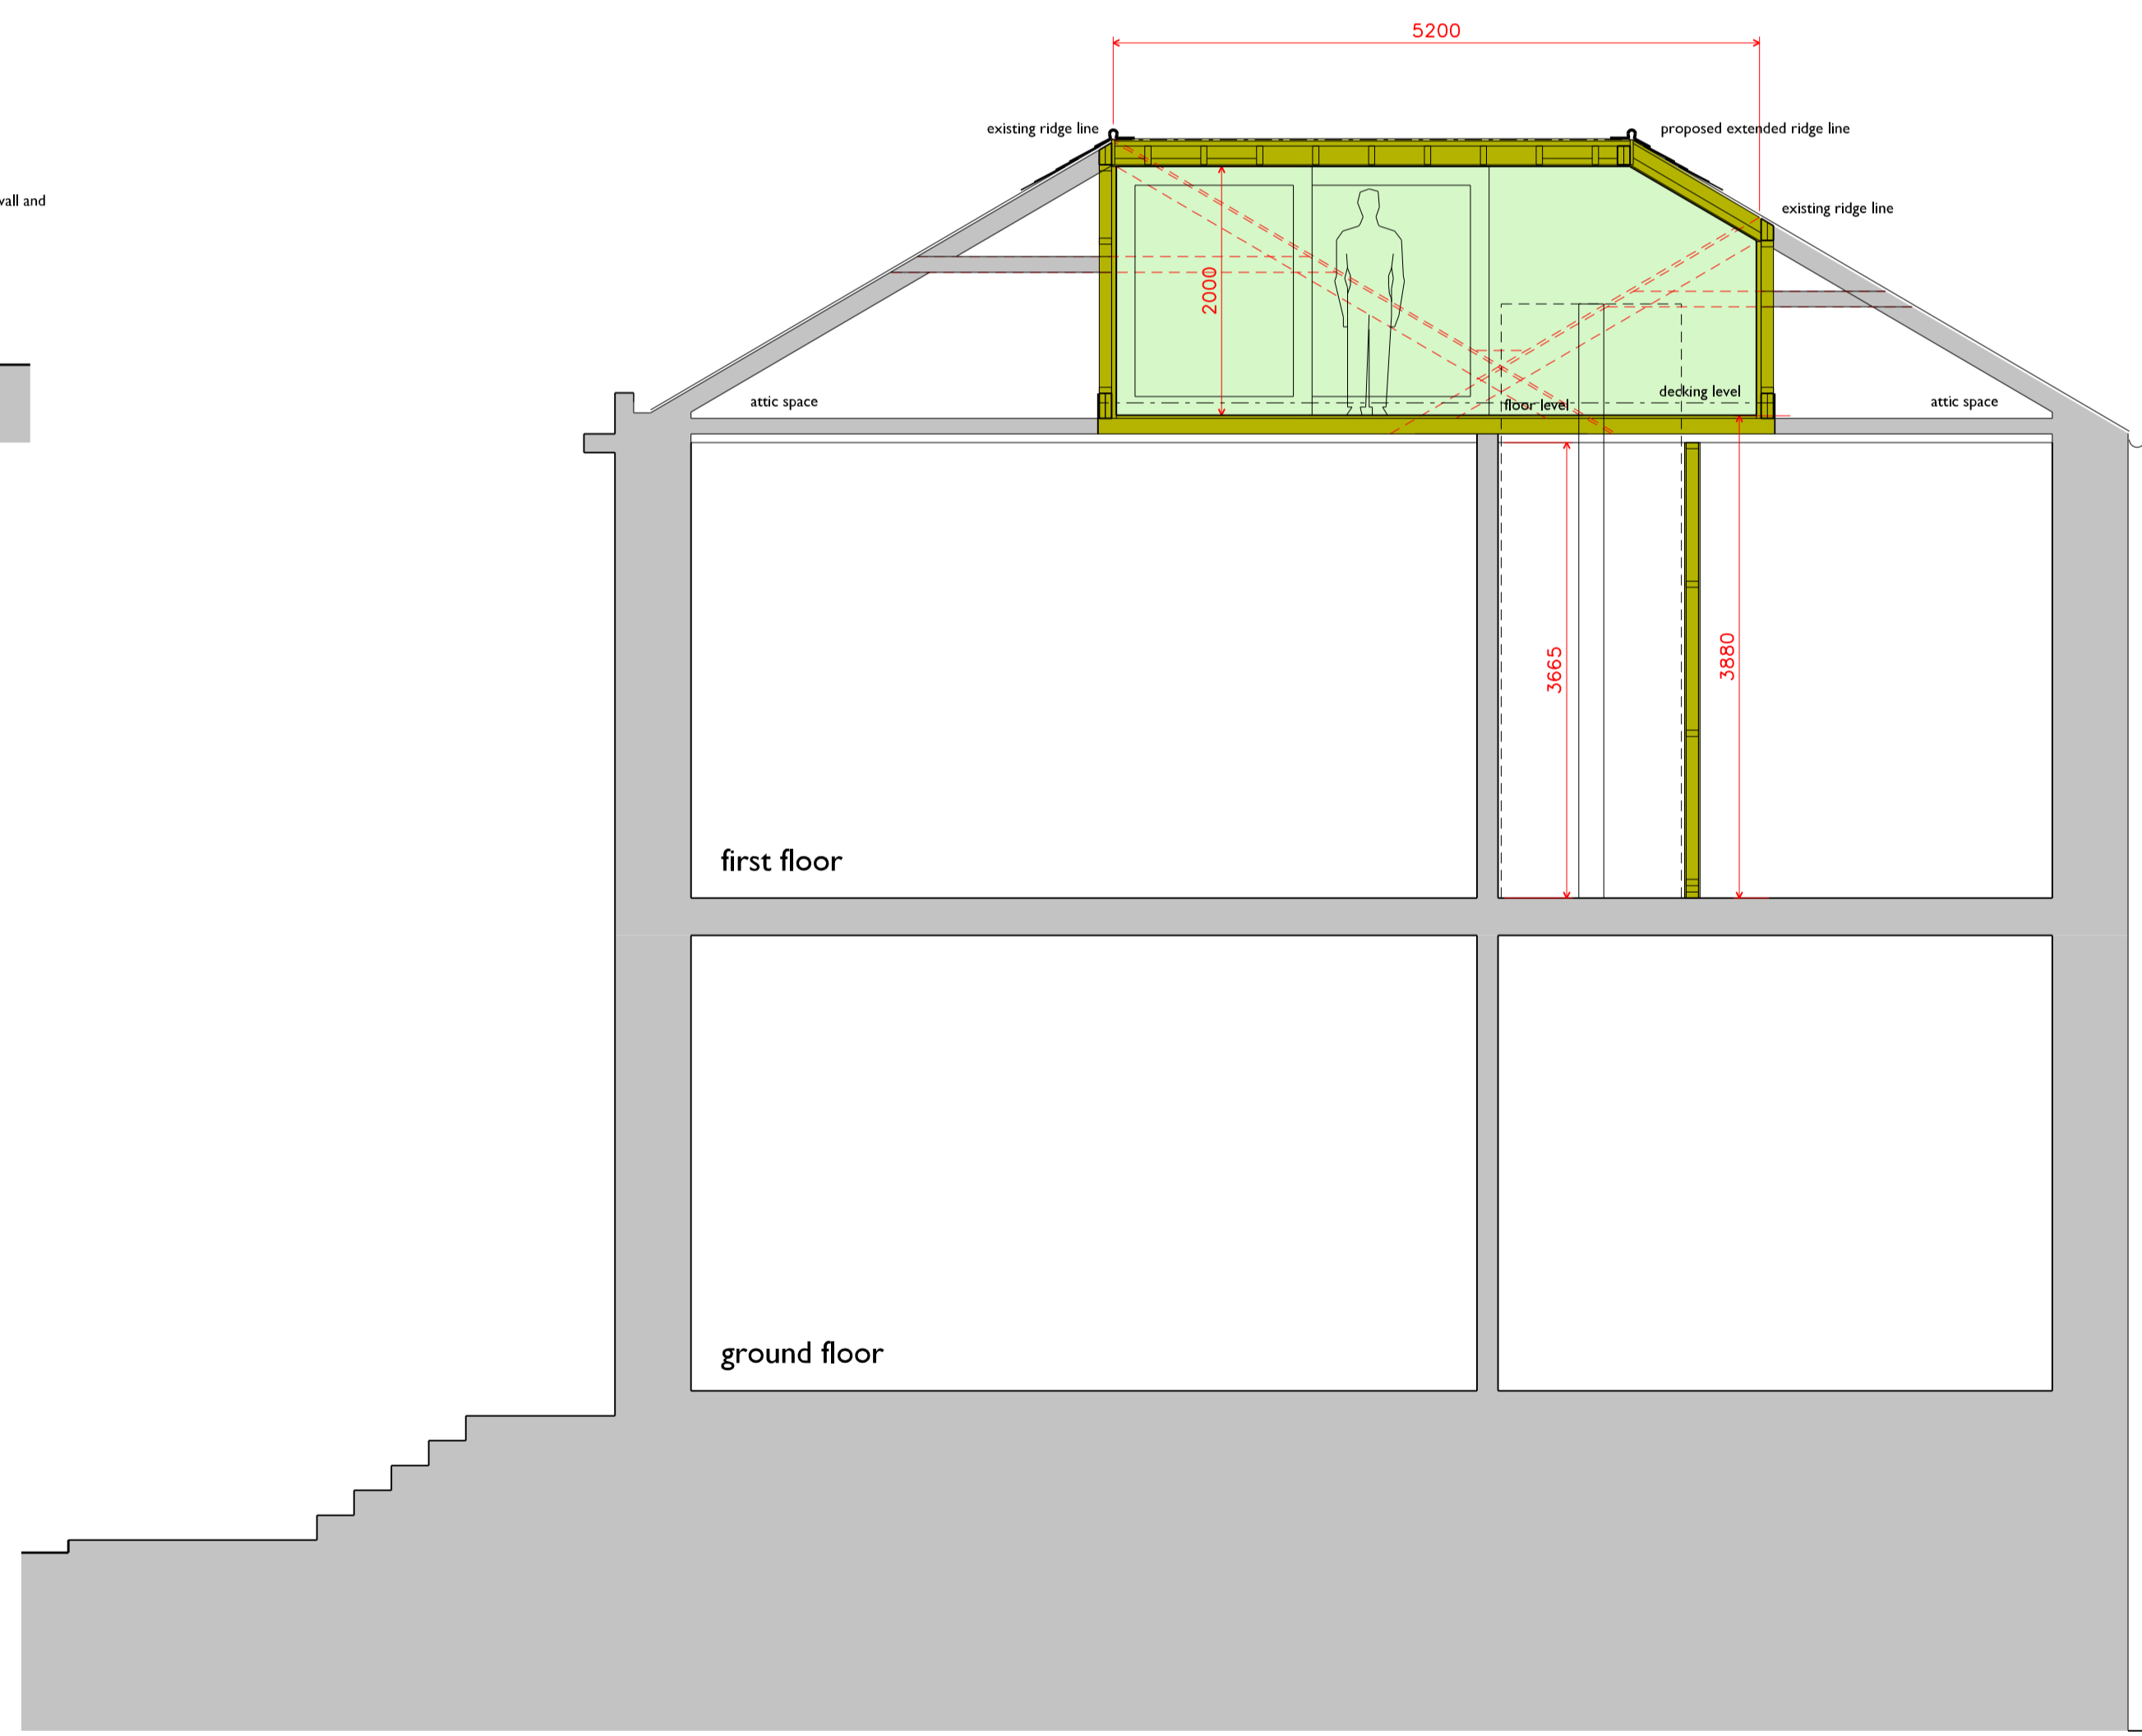 5200
existing ridge line
proposed extended ridge line
wall and
existing ridge line
2000
attic space
floor level
decking level
attic space
3665
3880
first floor
ground floor